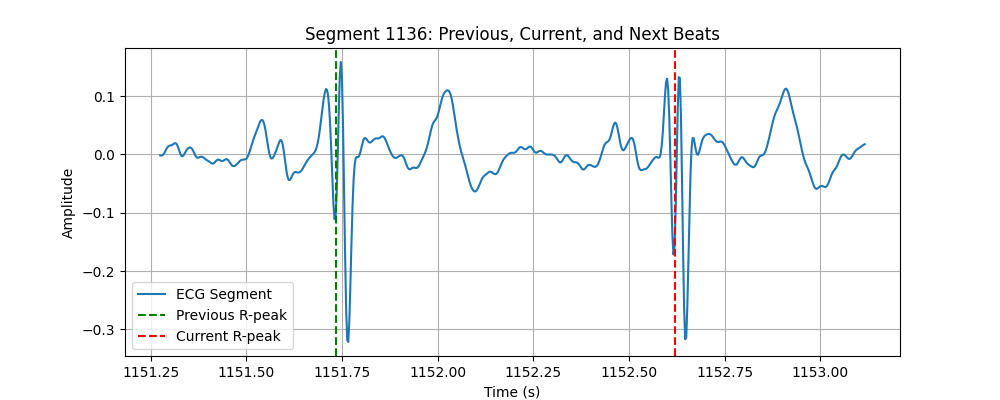 Segment 1136: Previous, Current, and Next Beats
Amplitude
0.1
0.0
−0.1
−0.2
−0.3
ECG Segment
Previous R-peak
Current R-peak
1151.25 1151.50 1151.75 1152.00 1152.25 1152.50 1152.75 1153.00
Time (s)